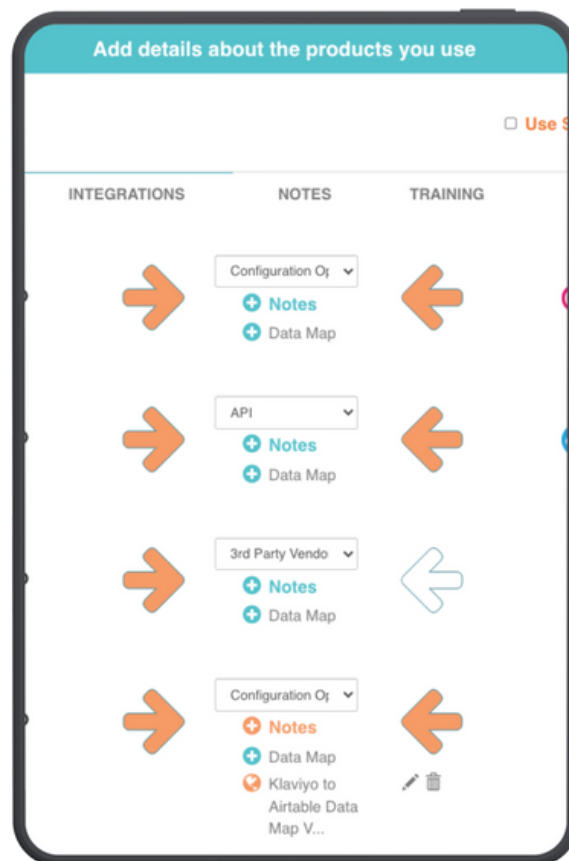 Add details about the products you use
Use S
INTEGRATIONS NOTES TRAINING
Configuration Op
Notes
Data Map
API
Notes
Data Map
3rd Party Vendo
Notes
Data Map
Configuration Op
Notes
Data Map
Klaviyo to
Airtable Data
Map V...